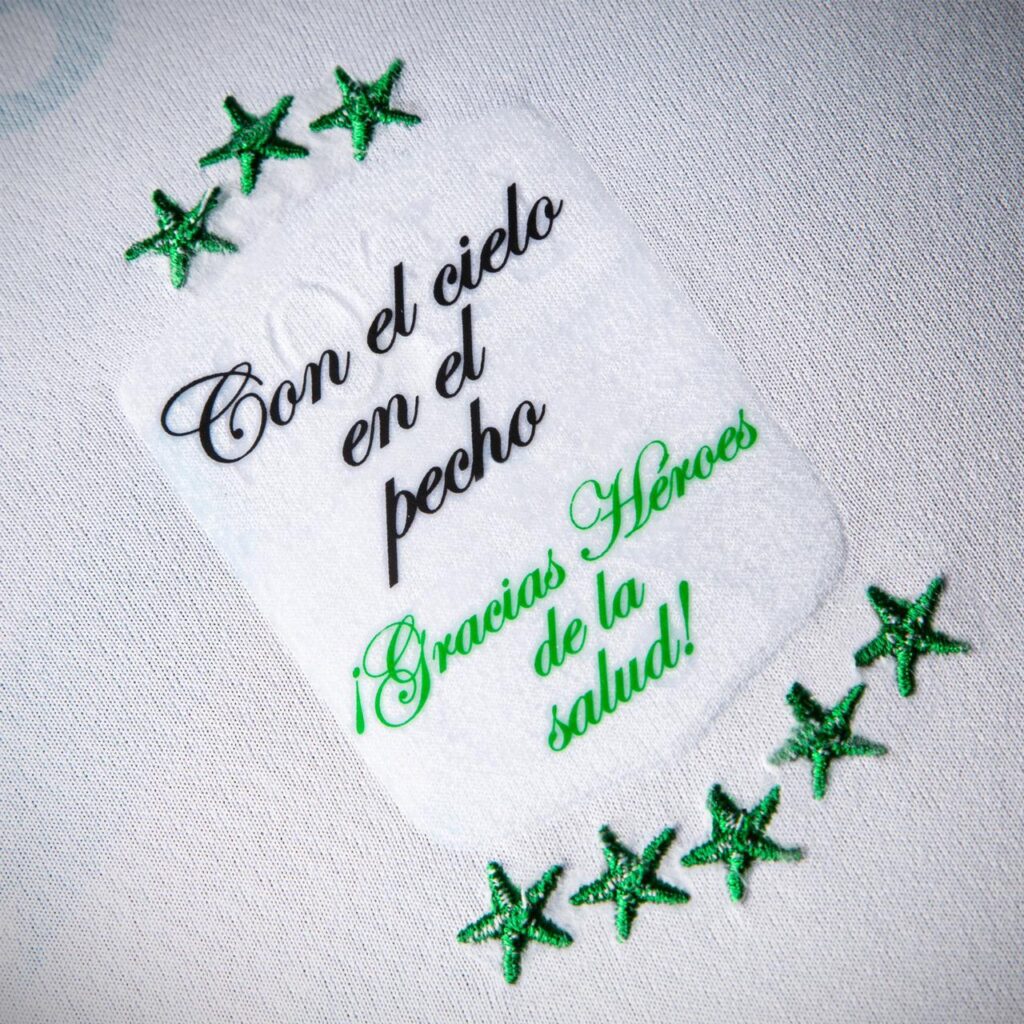 Con el cielo
en el
pecho
¡Gracias Héroes
de la
salud!